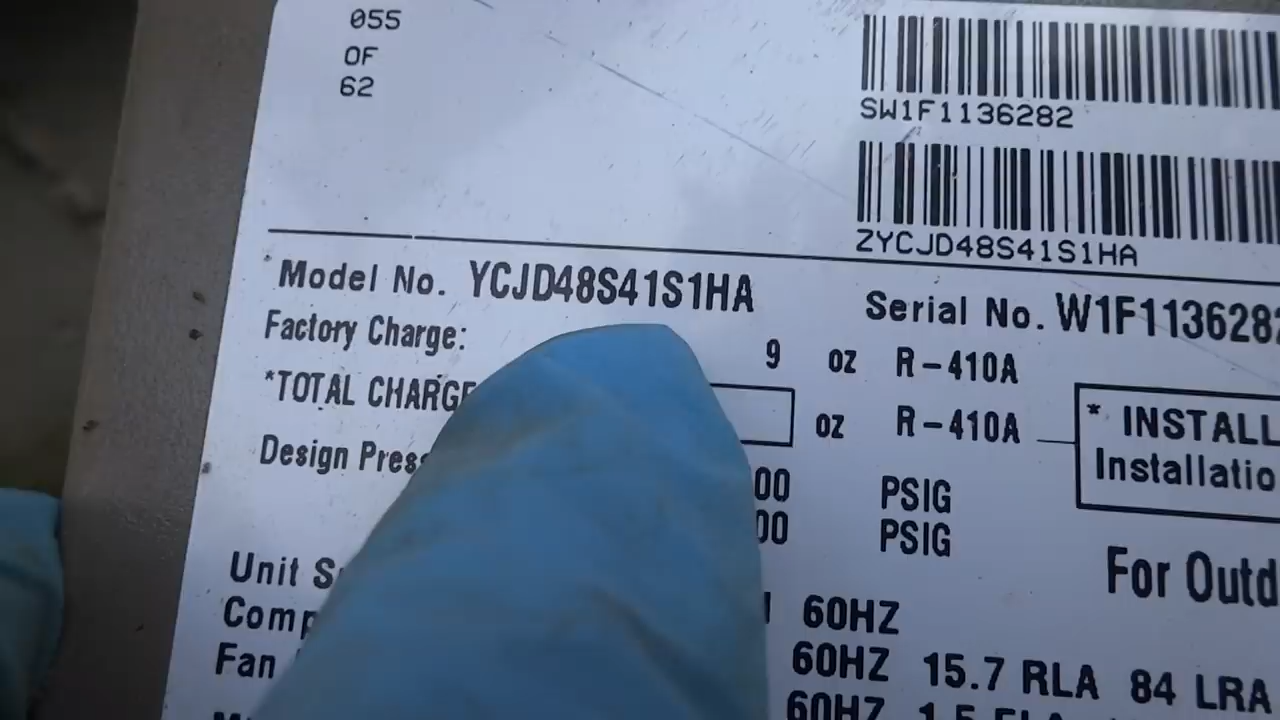 055
OF
62
SW1F1136282
ZYCJD48S41S1HA
Model No. YCJD48S41S1HA
Serial No. W1F1136282
Factory Charge: 9 oz R-410A
*TOTAL CHARGE oz R-410A
* INSTALL
Installatio
Design Press 00 PSIG
00 PSIG
For Outd
Unit S
Comp 60HZ
Fan 60HZ 15.7 RLA 84 LRA
60HZ 1.5